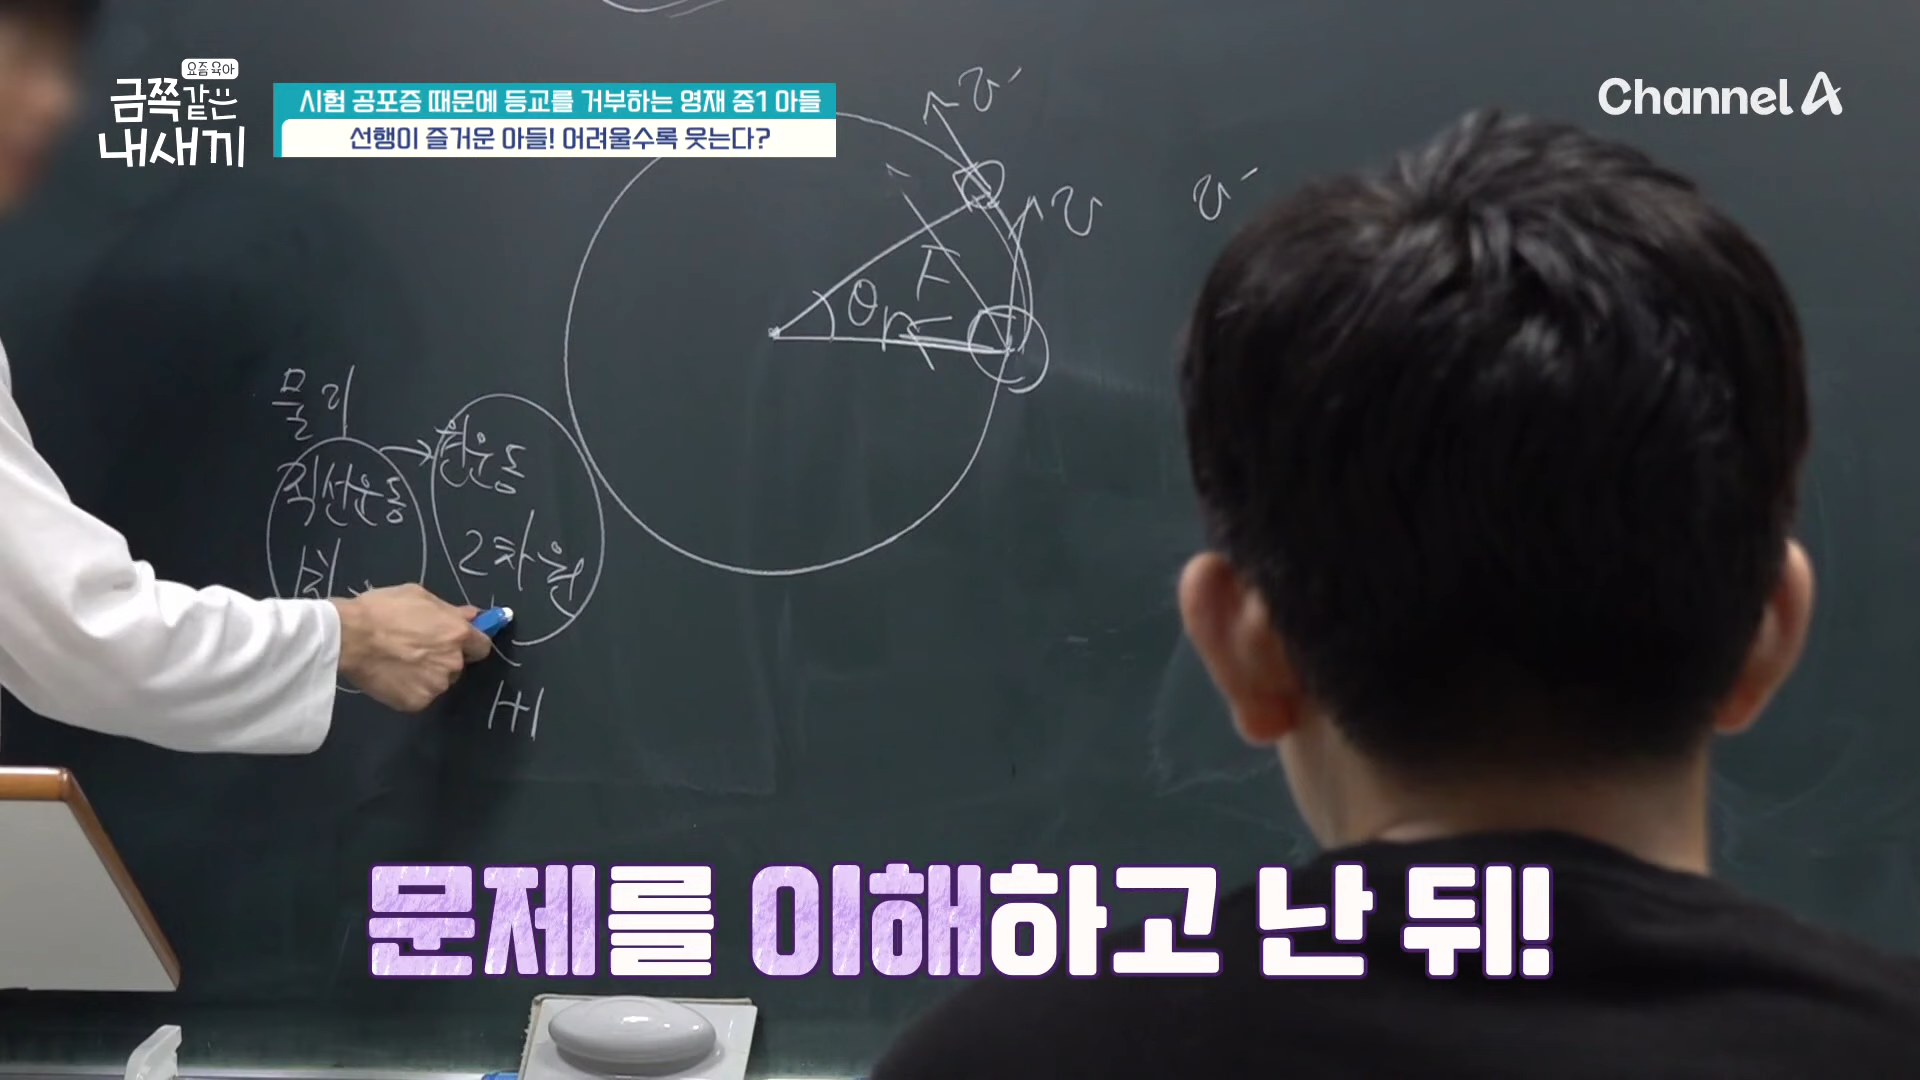 요즘 육아
금쪽같은
내새끼
시험 공포증 때문에 등교를 거부하는 영재 중1 아들
선행이 즐거운 아들! 어려울수록 웃는다?
Channel A
v
v
v
F
θ
r
물리
직선운동
원운동
2차원
문제를 이해하고 난 뒤!